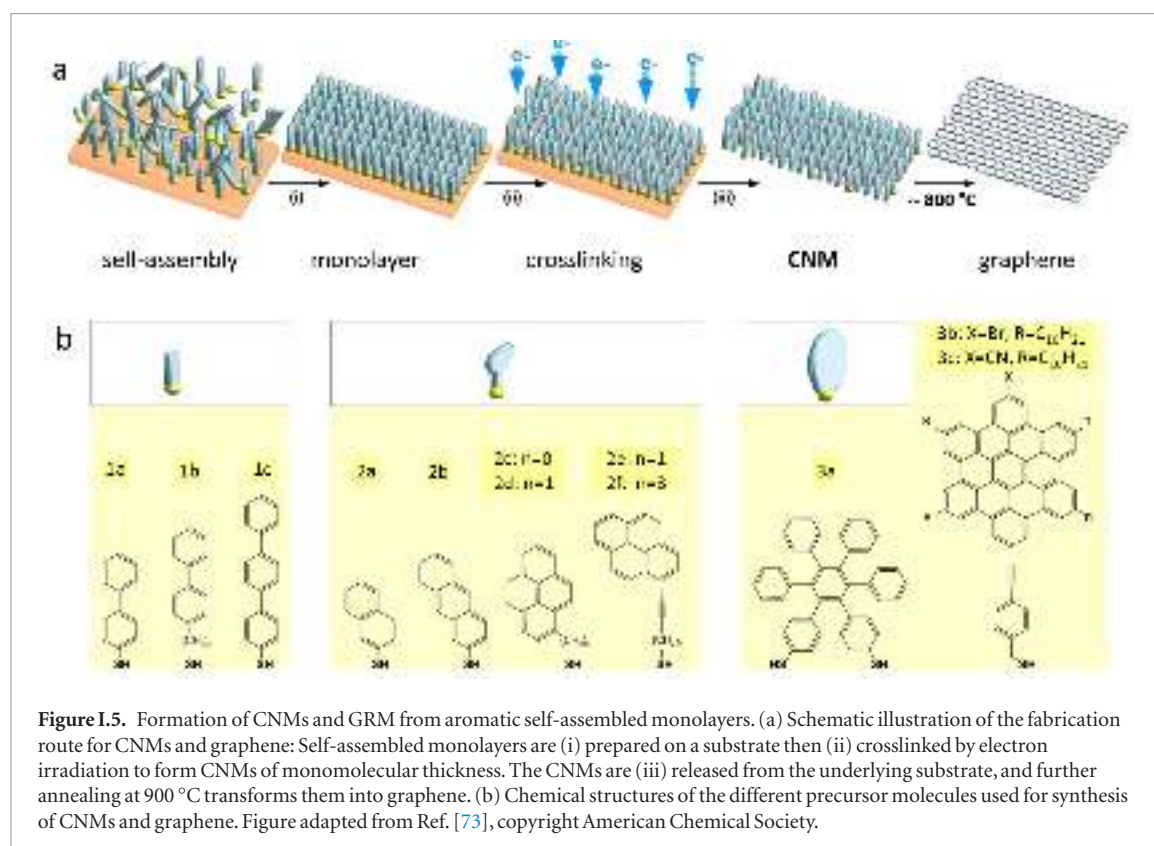 a
e-
e-
e-
e-
e-
(i)
(ii)
(iii)
~ 800 °C
self-assembly
monolayer
crosslinking
CNM
graphene
b
3b: X=Br,
3c: X=CN,
X
X
1a
1b
1c
2a
2b
2c: n=0
2d: n=1
2e: n=1
2f: n=3
3a
SH
SH
SH
SH
SH
SH
SH
HS
SH
SH
Figure I.5. Formation of CNMs and GRM from aromatic self-assembled monolayers. (a) Schematic illustration of the fabrication
route for CNMs and graphene: Self-assembled monolayers are (i) prepared on a substrate then (ii) crosslinked by electron
irradiation to form CNMs of monomolecular thickness. The CNMs are (iii) released from the underlying substrate, and further
annealing at 900 °C transforms them into graphene. (b) Chemical structures of the different precursor molecules used for synthesis
of CNMs and graphene. Figure adapted from Ref. [73], copyright American Chemical Society.